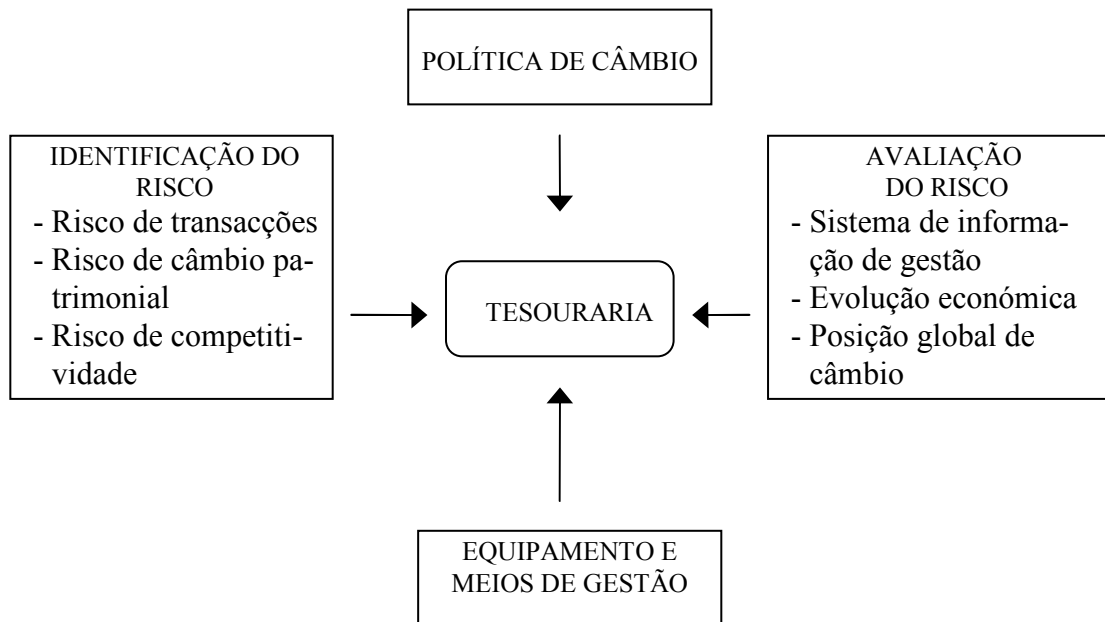 POLÍTICA DE CÂMBIO
IDENTIFICAÇÃO DO
RISCO
- Risco de transacções
- Risco de câmbio pa-
trimonial
- Risco de competiti-
vidade
TESOURARIA
AVALIAÇÃO
DO RISCO
- Sistema de informa-
ção de gestão
- Evolução económica
- Posição global de
câmbio
EQUIPAMENTO E
MEIOS DE GESTÃO